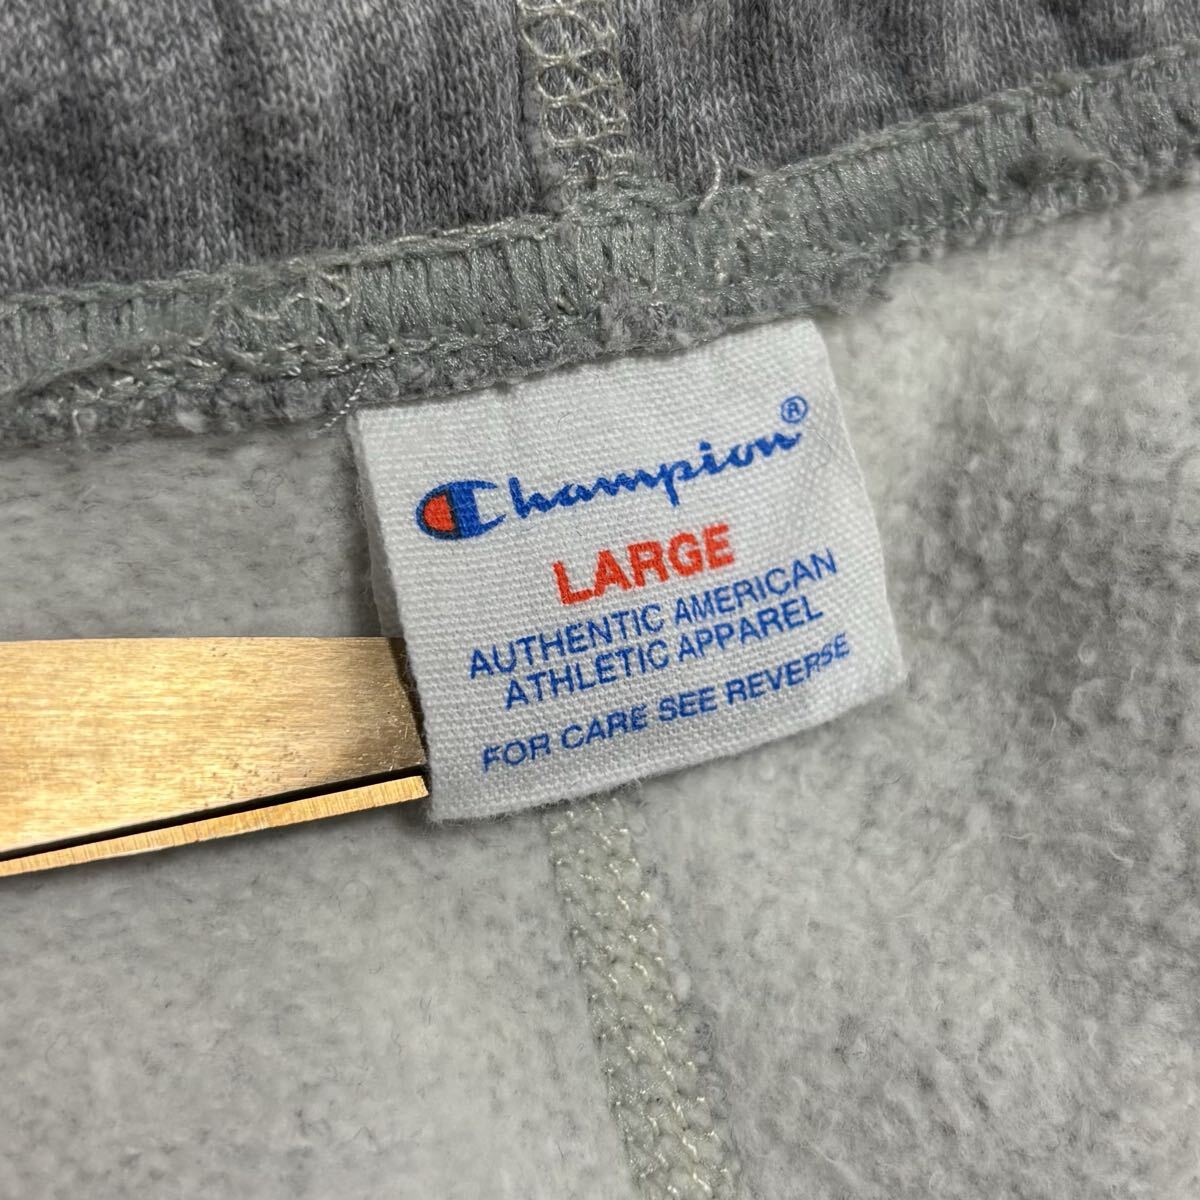 Champion®
LARGE
AUTHENTIC AMERICAN
ATHLETIC APPAREL
FOR CARE SEE REVERSE